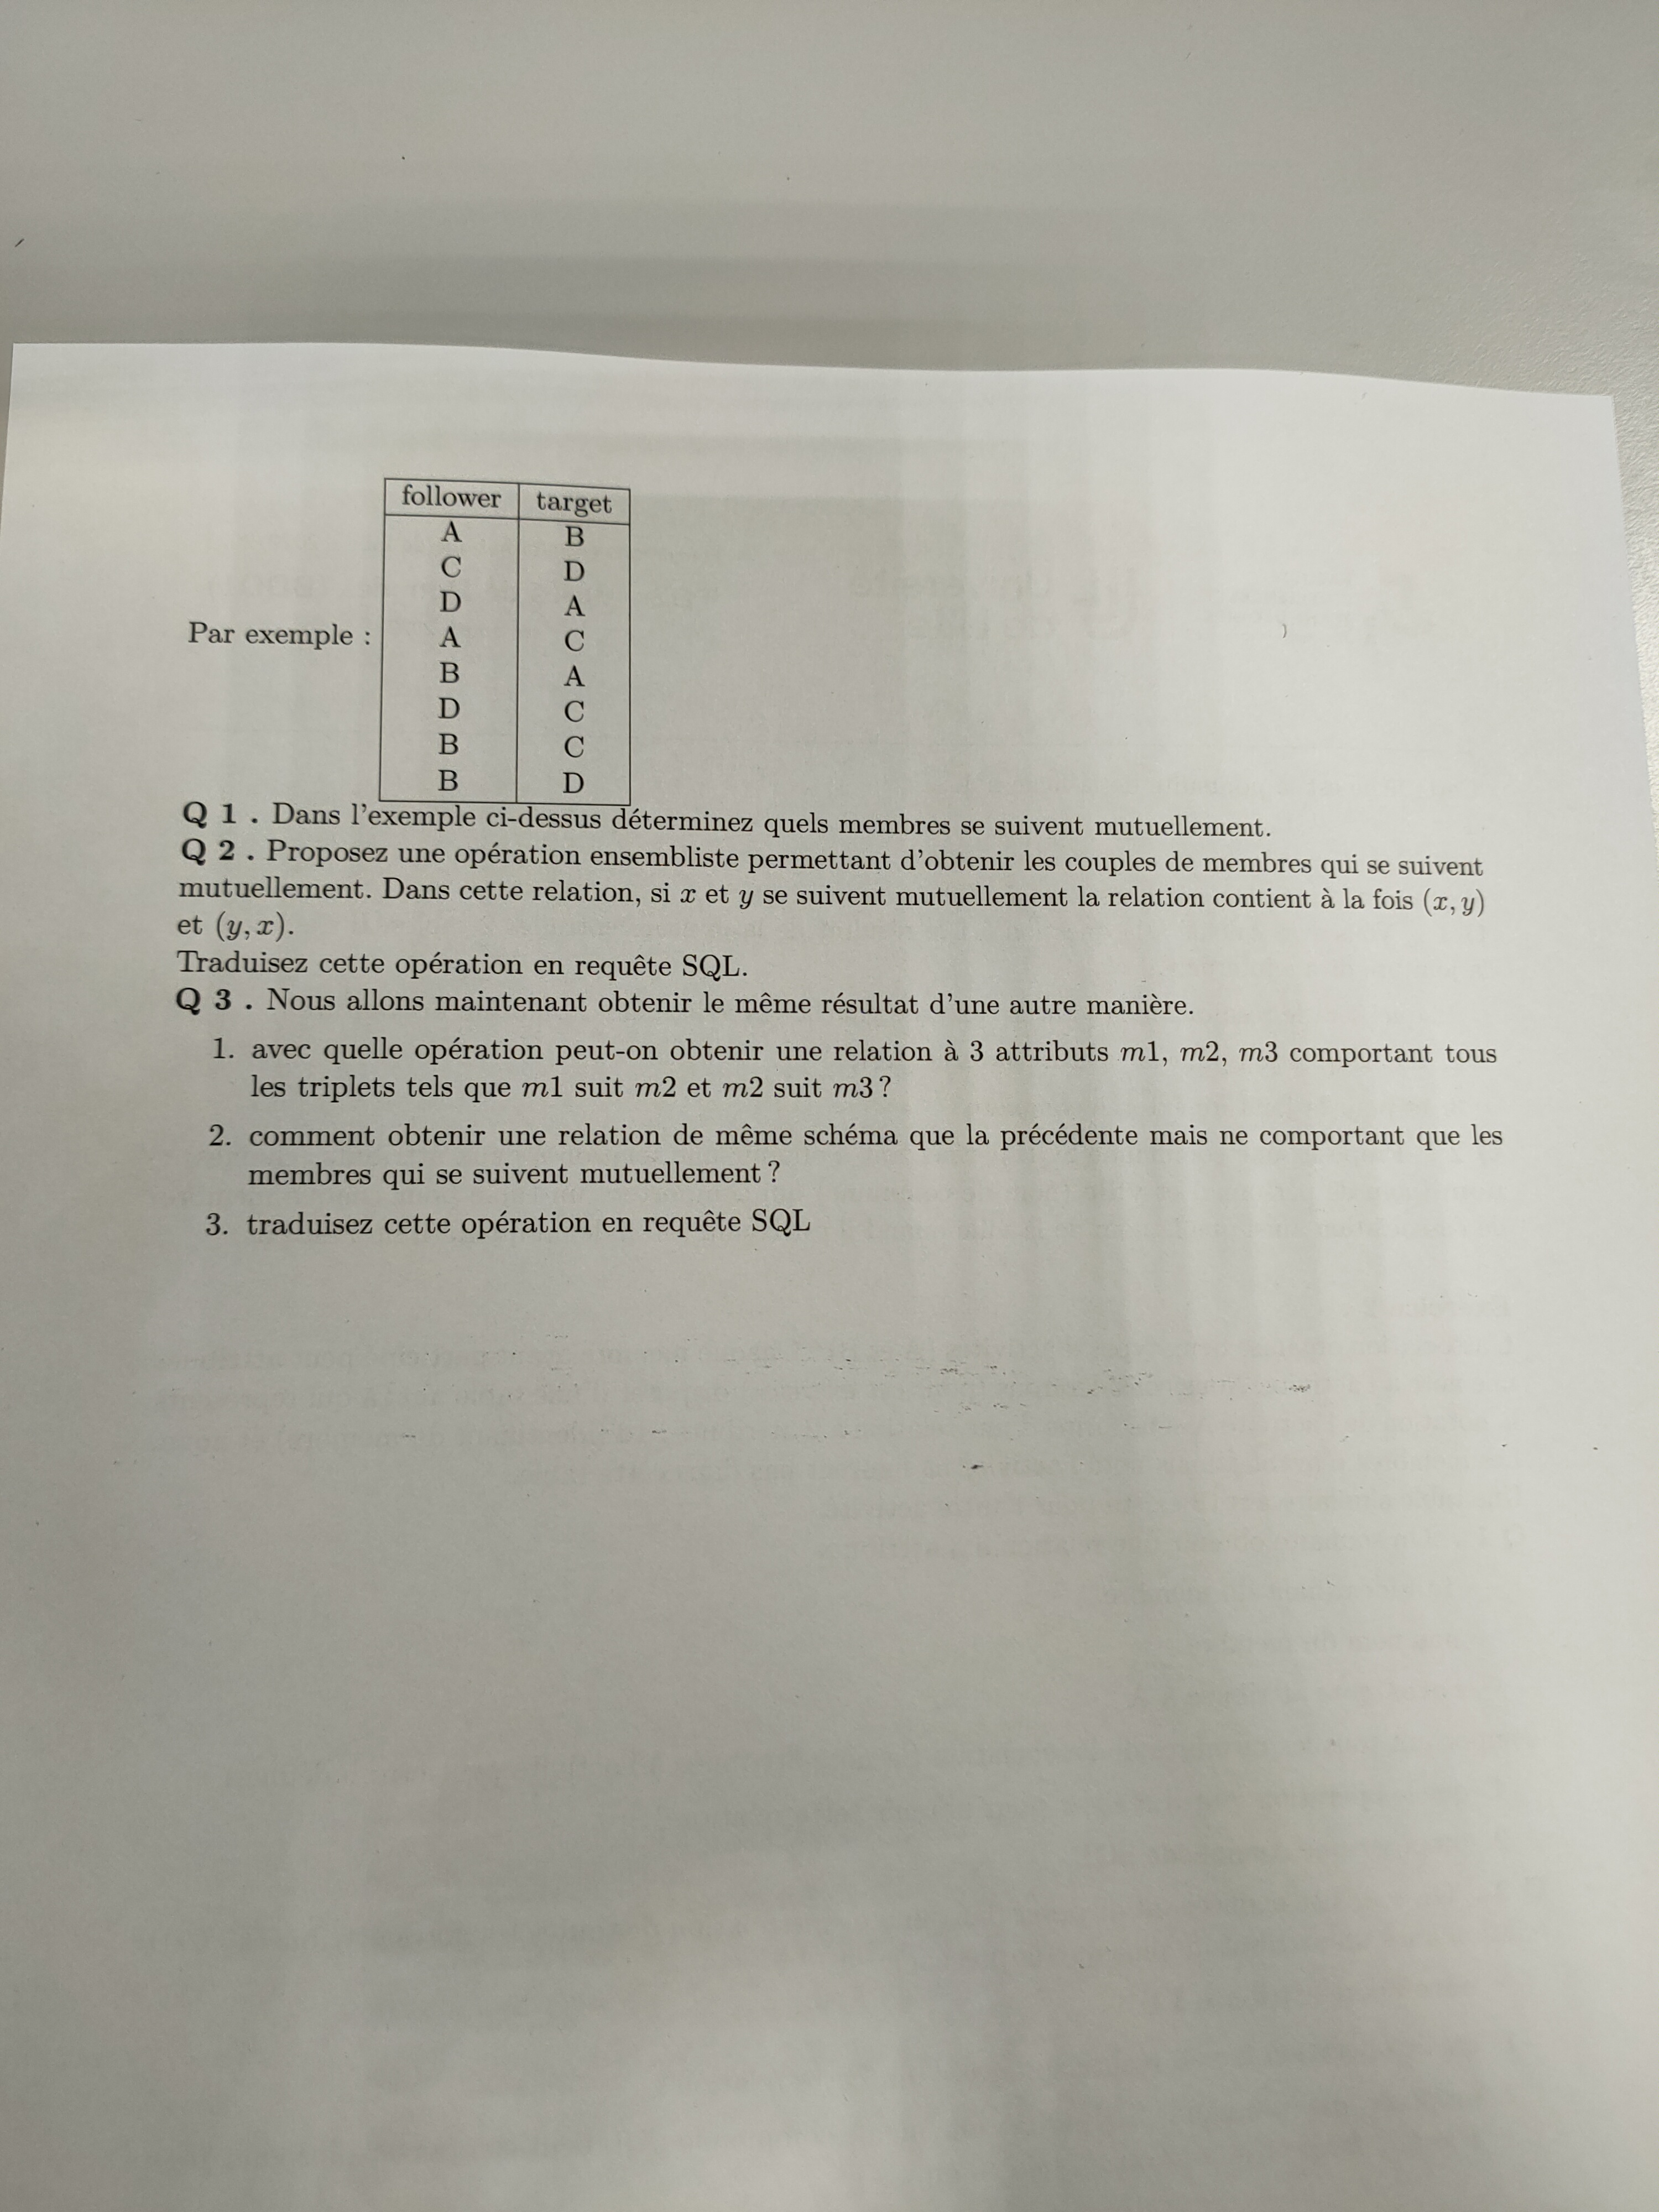 follower target
A B
C D
D A
Par exemple : A C
B A
D C
B C
B D
Q 1 . Dans l'exemple ci-dessus déterminez quels membres se suivent mutuellement.
Q 2 . Proposez une opération ensembliste permettant d'obtenir les couples de membres qui se suivent
mutuellement. Dans cette relation, si x et y se suivent mutuellement la relation contient à la fois (x, y)
et (y, x).
Traduisez cette opération en requête SQL.
Q 3 . Nous allons maintenant obtenir le même résultat d'une autre manière.
1. avec quelle opération peut-on obtenir une relation à 3 attributs m1, m2, m3 comportant tous
les triplets tels que m1 suit m2 et m2 suit m3 ?
2. comment obtenir une relation de même schéma que la précédente mais ne comportant que les
membres qui se suivent mutuellement ?
3. traduisez cette opération en requête SQL